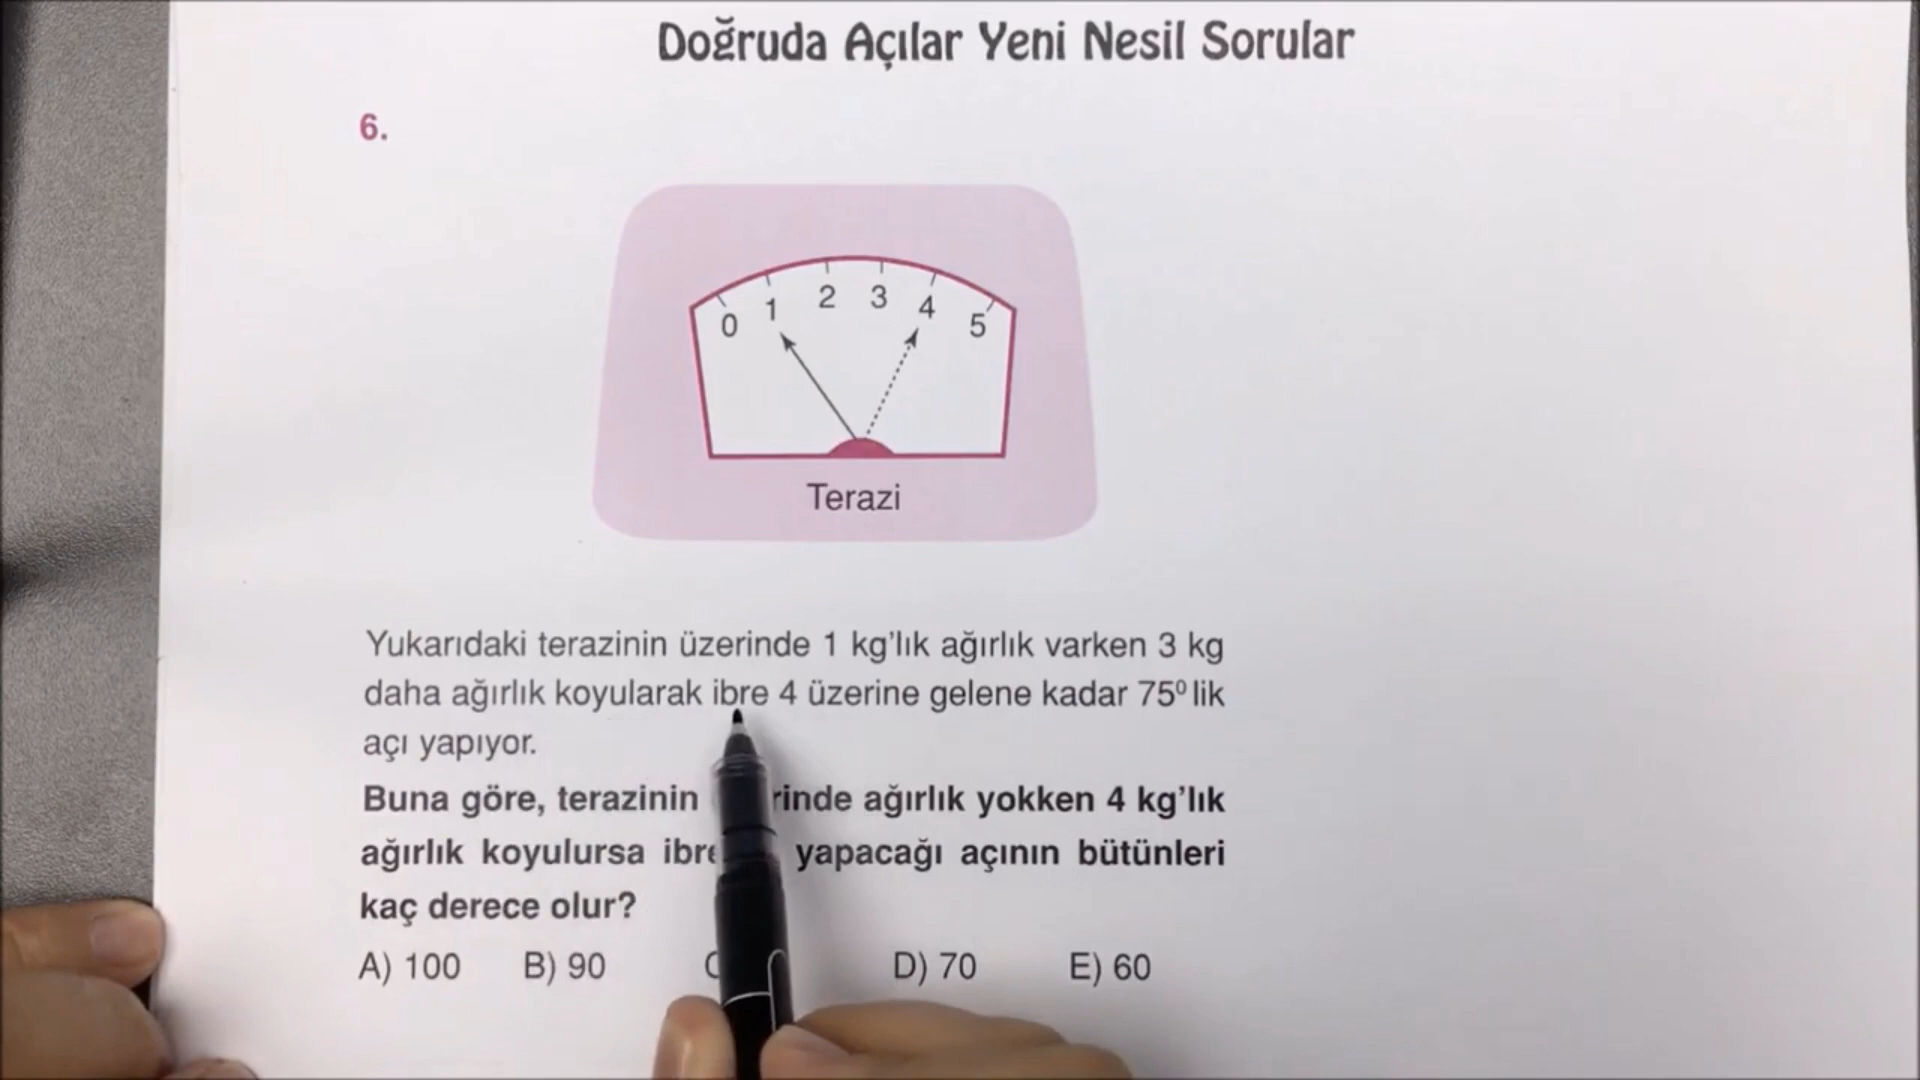 Doğruda Açılar Yeni Nesil Sorular
6.
0 1 2 3 4 5
Terazi
Yukarıdaki terazinin üzerinde 1 kg'lık ağırlık varken 3 kg
daha ağırlık koyularak ibre 4 üzerine gelene kadar 75⁰ lik
açı yapıyor.
Buna göre, terazinin rinde ağırlık yokken 4 kg'lık
ağırlık koyulursa ibre yapacağı açının bütünleri
kaç derece olur?
A) 100 B) 90 D) 70 E) 60